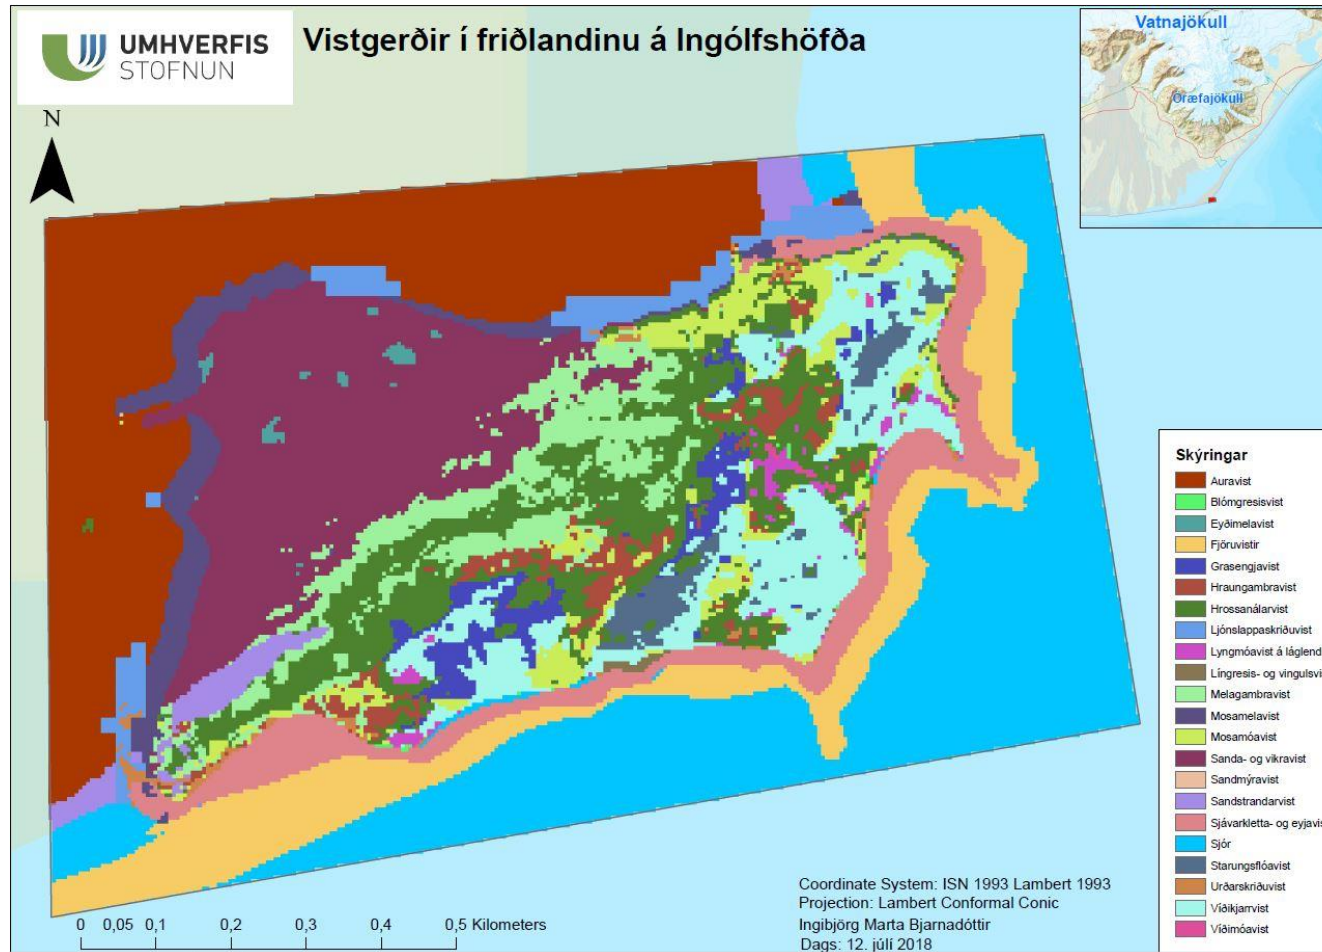 UMHVERFIS
STOFNUN
Vistgerðir í friðlandinu á Ingólfshöfða
Vatnajökull
Öræfajökull
N
Skýringar
Auravist
Blómgresisvist
Eyðimelavist
Fjöruvistir
Grasengjavist
Hraungambravist
Hrossanálarvist
Ljónslappaskriðuvist
Lyngmóavist á láglend
Língresis- og vingulsvi
Melagambravist
Mosamelavist
Mosamóavist
Sanda- og vikravist
Sandmýravist
Sandstrandarvist
Sjávarkletta- og eyjavis
Sjór
Starungsflóavist
Urðarskriðuvist
Víðikjarrvist
Víðimóavist
Coordinate System: ISN 1993 Lambert 1993
Projection: Lambert Conformal Conic
Ingibjörg Marta Bjarnadóttir
Dags: 12. júlí 2018
0 0,05 0,1 0,2 0,3 0,4 0,5 Kilometers